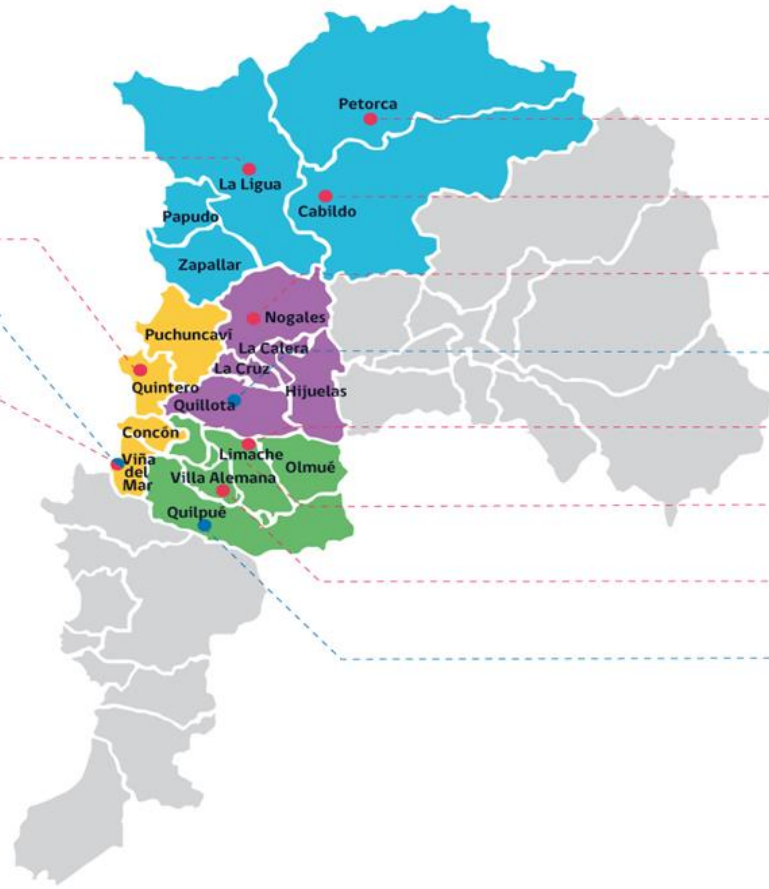 Petorca
La Ligua
Cabildo
Papudo
Zapallar
Nogales
Puchuncaví
La Calera
La Cruz
Quintero
Hijuelas
Quillota
Concón
Limache
Olmué
Viña
del
Mar
Villa Alemana
Quilpué